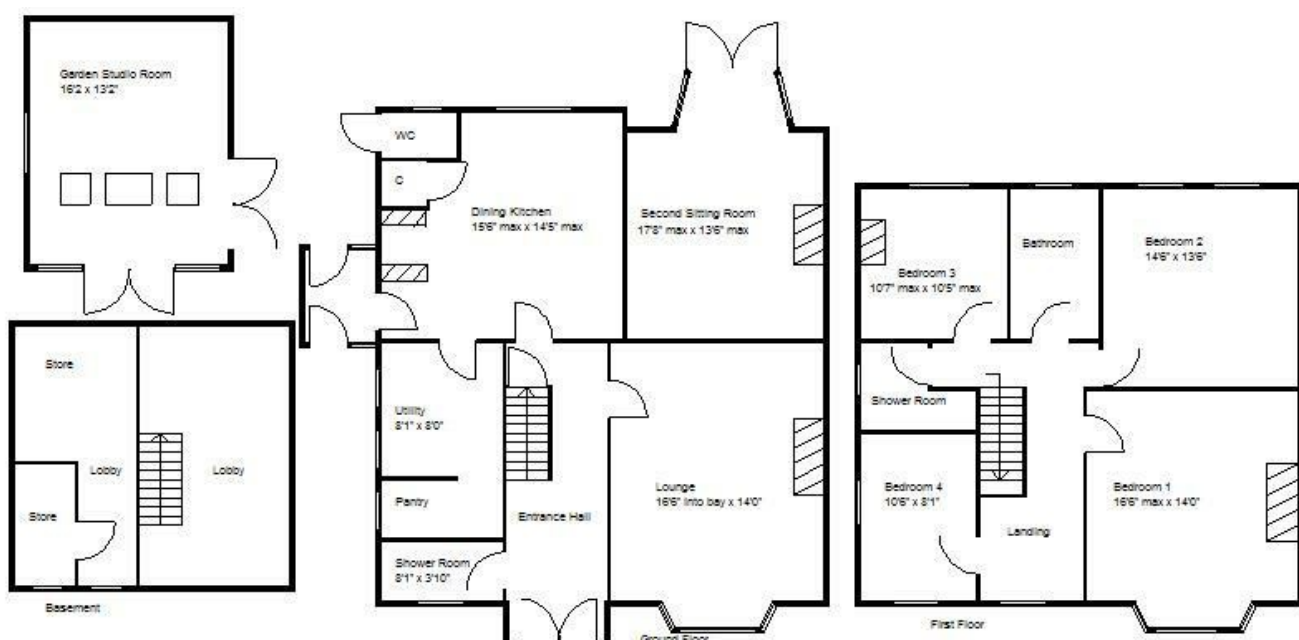 Garden Studio Room
16'2 x 13'2"
Store
Lobby
Lobby
Store
Basement
WC
C
Dining Kitchen
15'6" max x 14'5" max
Second Sitting Room
17'8" max x 13'6" max
Utility
8'1" x 8'0"
Pantry
Entrance Hall
Lounge
16'6" into bay x 14'0"
Shower Room
8'1" x 3'10"
Ground Floor
Bedroom 3
10'7" max x 10'5" max
Bathroom
Bedroom 2
14'6" x 13'6"
Shower Room
Bedroom 4
10'6" x 8'1"
Landing
Bedroom 1
16'6" max x 14'0"
First Floor